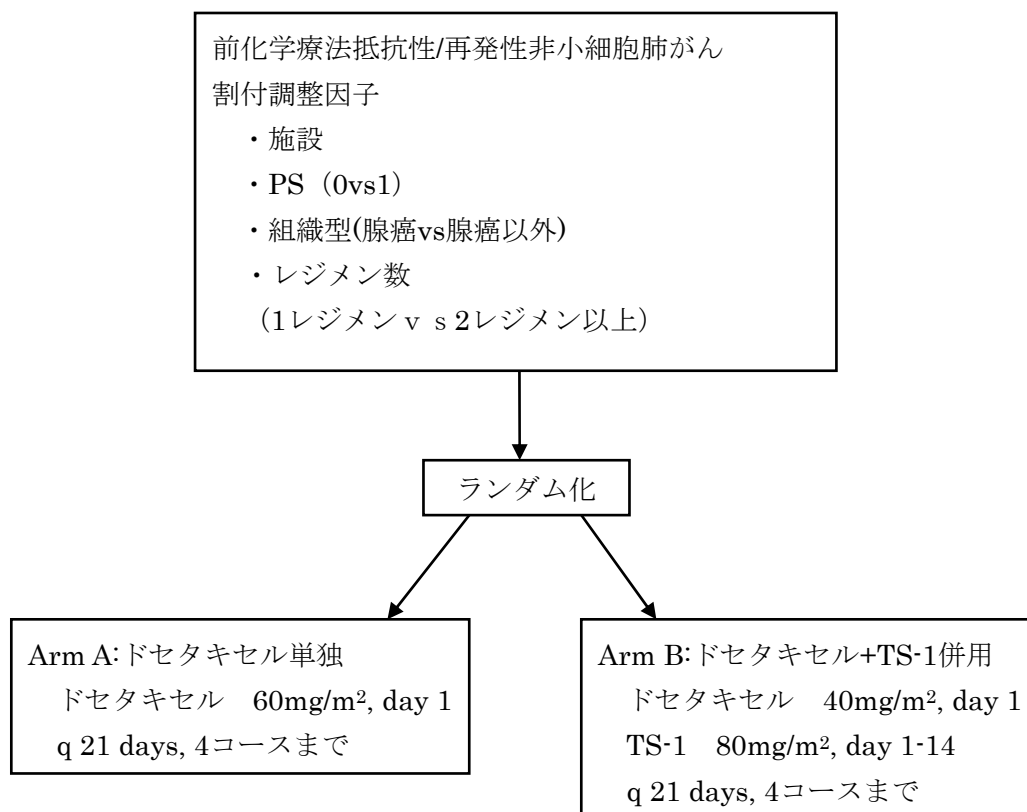 前化学療法抵抗性/再発性非小細胞肺がん
割付調整因子
・施設
・PS（0vs1）
・組織型(腺癌vs腺癌以外)
・レジメン数
（1レジメンｖｓ2レジメン以上）
ランダム化
Arm A:ドセタキセル単独
ドセタキセル　60mg/m², day 1
q 21 days, 4コースまで
Arm B:ドセタキセル+TS-1併用
ドセタキセル　40mg/m², day 1
TS-1　80mg/m², day 1-14
q 21 days, 4コースまで